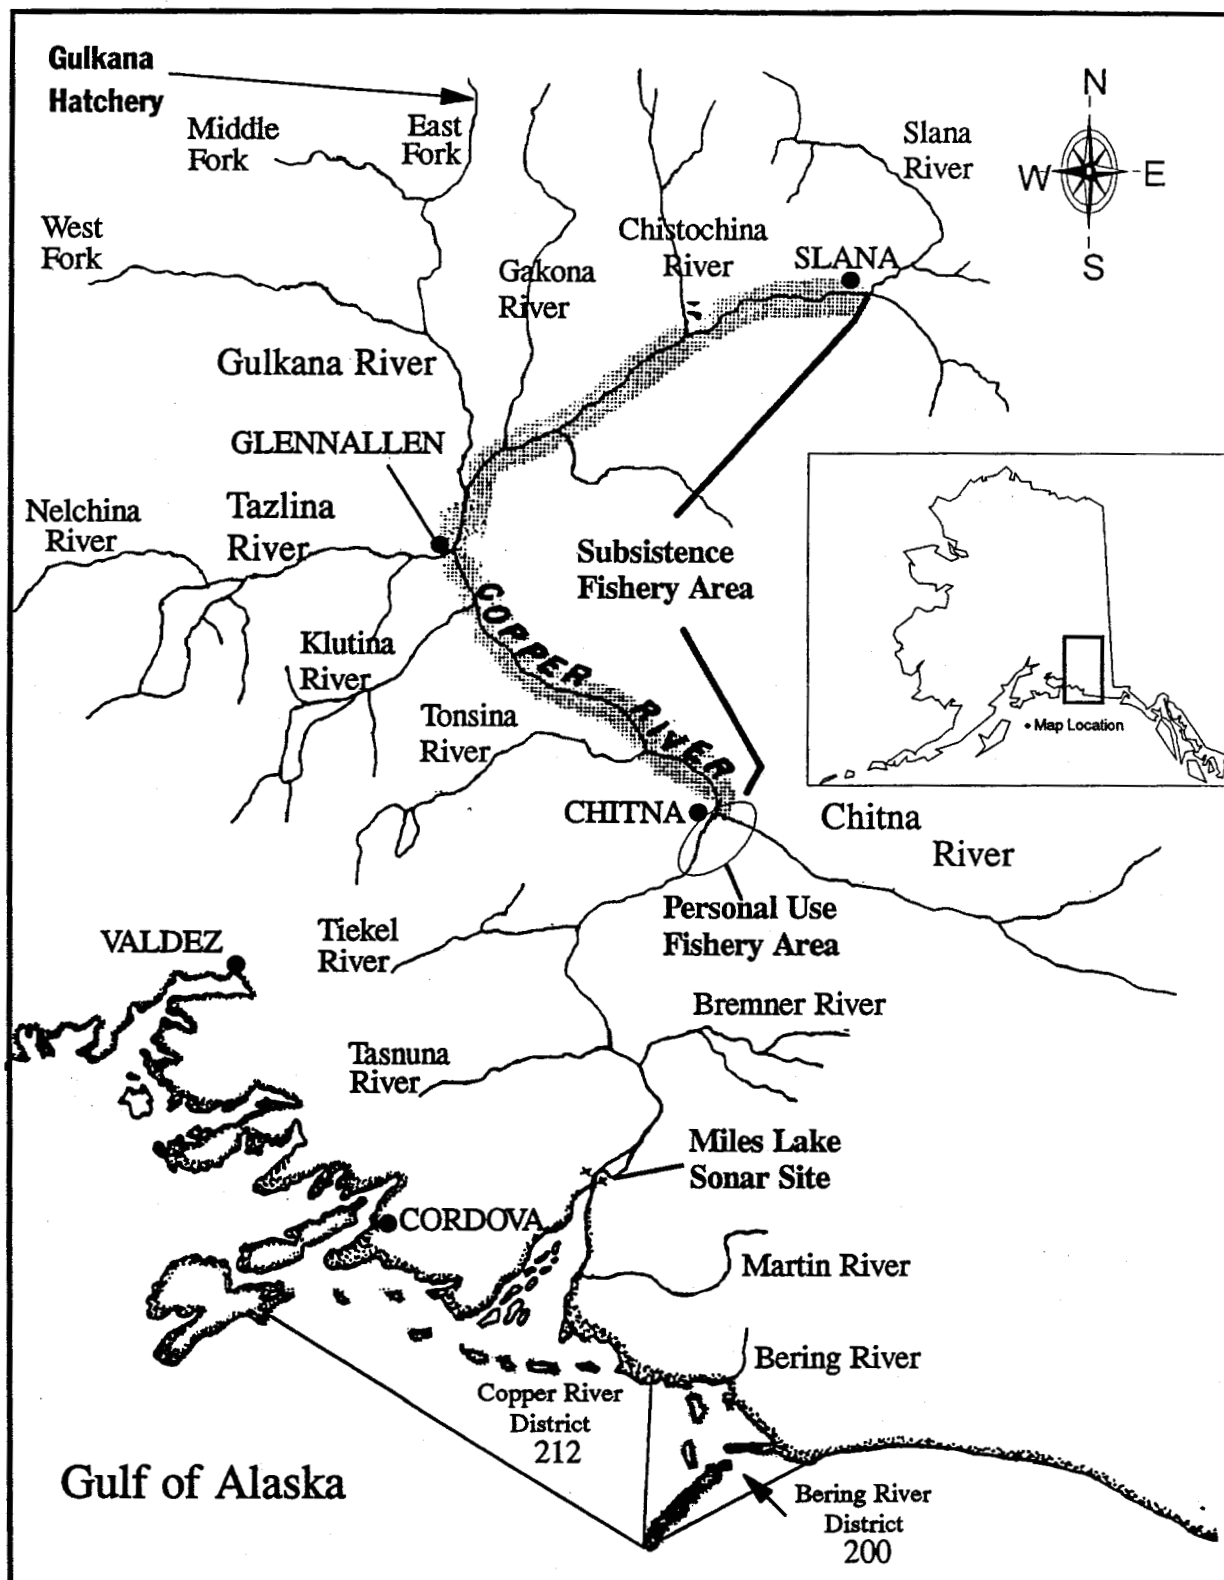 Gulkana
Hatchery
Middle
Fork
East
Fork
Slana
River
N
W
E
S
West
Fork
Chistochina
River
SLANA
Gakona
River
Gulkana River
GLENNALLEN
Nelchina
River
Tazlina
River
Subsistence
Fishery Area
COPPER RIVER
Klutina
River
Tonsina
River
Map Location
CHITNA
Chitna
River
Personal Use
Fishery Area
Tiekel
River
VALDEZ
Bremner River
Tasnuna
River
Miles Lake
Sonar Site
CORDOVA
Martin River
Bering River
Copper River
District
212
Gulf of Alaska
Bering River
District
200